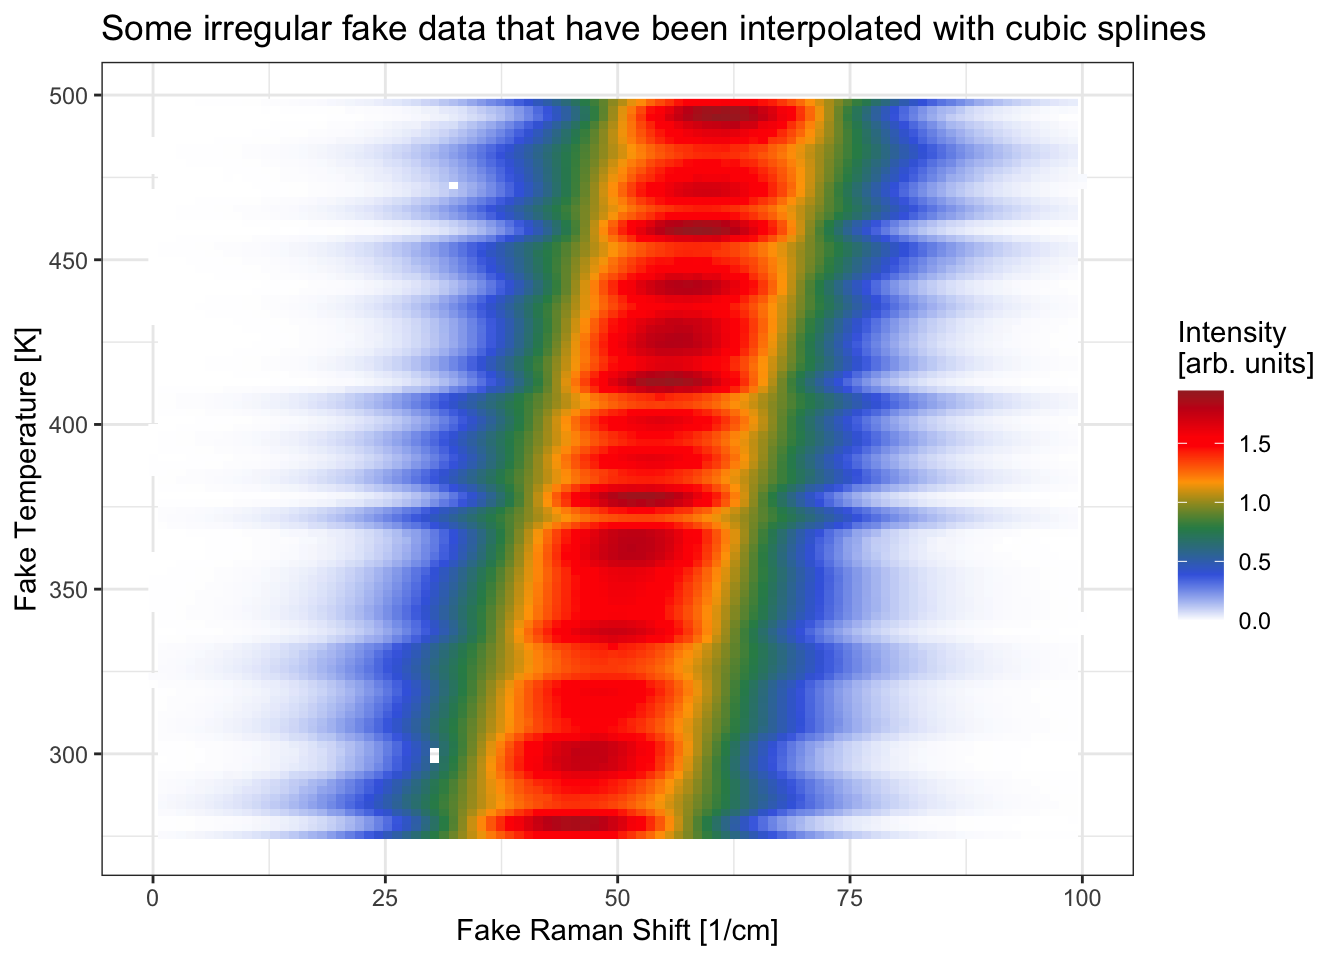 Some irregular fake data that have been interpolated with cubic splines
500
450
400
350
300
Fake Temperature [K]
0 25 50 75 100
Fake Raman Shift [1/cm]
Intensity
[arb. units]
1.5
1.0
0.5
0.0